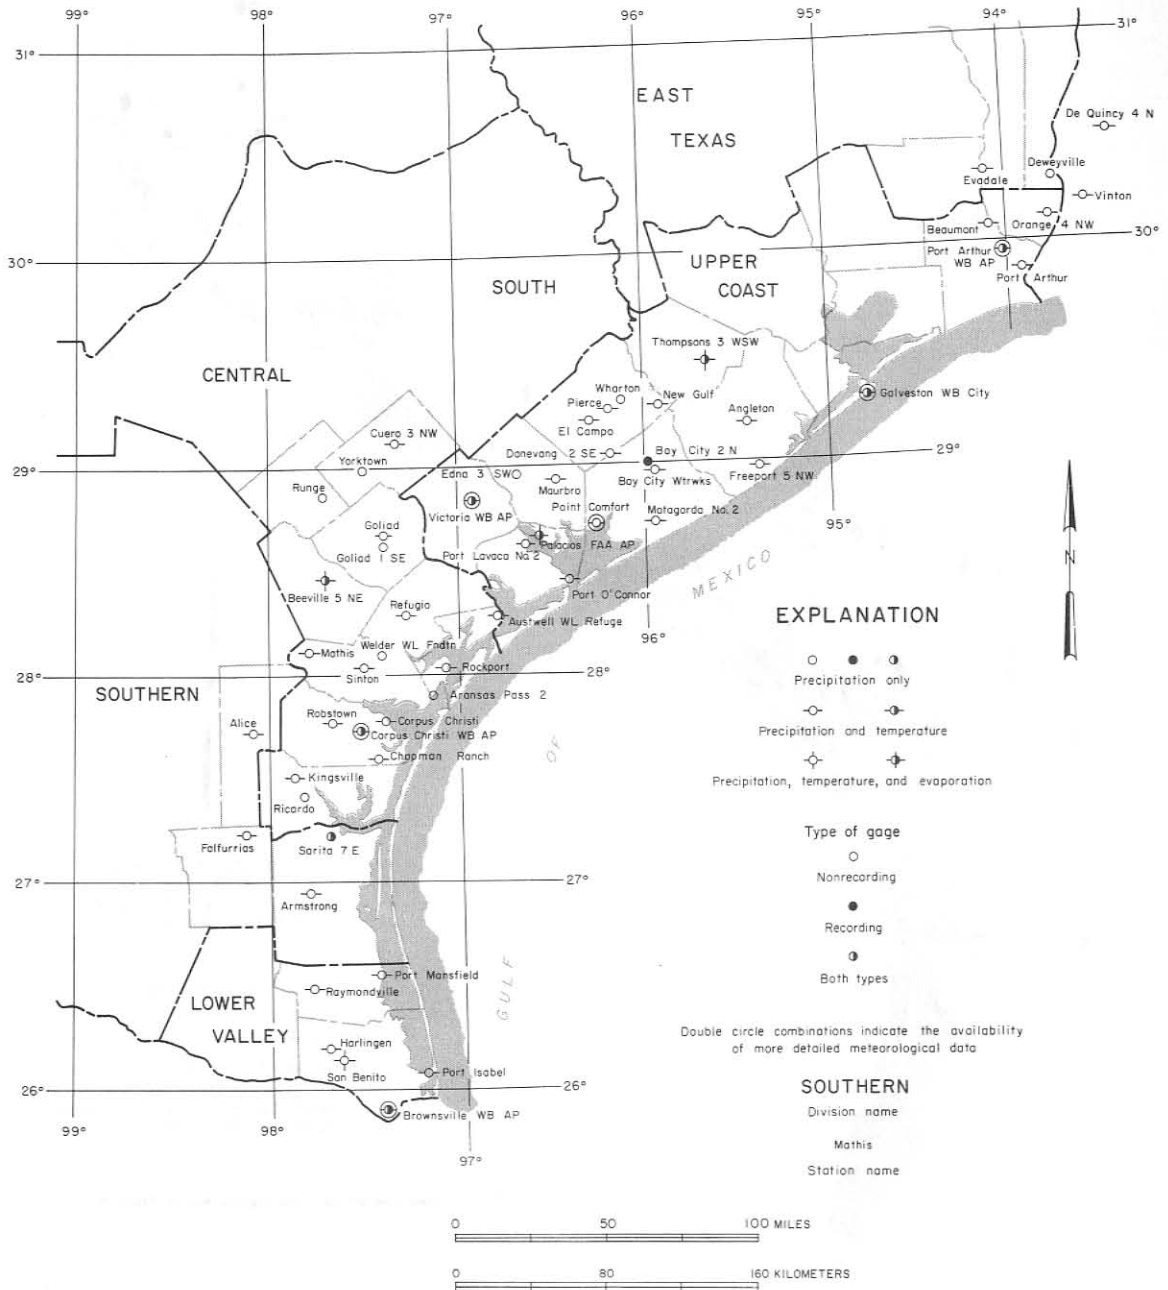 99°
98°
97°
96°
95°
94°
31°
31°
EAST
TEXAS
De Quincy 4 N
Deweyville
Evadale
Vinton
Beaumont
Orange 4 NW
30°
Port Arthur
WB AP
Port Arthur
30°
UPPER
COAST
SOUTH
CENTRAL
Thompsons 3 WSW
Wharton
New Gulf
Pierce
Galveston WB City
Angleton
El Campo
Cuero 3 NW
Danevang 2 SE
Bay City 2 N
29°
29°
Yorktown
Edna 3 SW
Maurbro
Bay City Wtrwks
Freeport 5 NW
Runge
Victoria WB AP
Point Comfort
Matagorda No. 2
95°
Goliad
Goliad 1 SE
Port Lavaca No. 2
Palacios FAA AP
Beeville 5 NE
Port O'Connor
MEXICO
Refugio
Austwell WL Refuge
96°
Welder WL Fndtn
Mathis
Sinton
Rockport
28°
28°
SOUTHERN
Aransas Pass 2
Robstown
Corpus Christi
Alice
Corpus Christi WB AP
Chapman Ranch
OF
Kingsville
Ricardo
Falfurrias
Sarita 7 E
27°
27°
Armstrong
GULF
Port Mansfield
Raymondville
LOWER
VALLEY
Harlingen
San Benito
Port Isabel
26°
26°
Brownsville WB AP
99°
98°
97°
N
EXPLANATION
Precipitation only
Precipitation and temperature
Precipitation, temperature, and evaporation
Type of gage
Nonrecording
Recording
Both types
Double circle combinations indicate the availability
of more detailed meteorological data
SOUTHERN
Division name
Mathis
Station name
0 50 100 MILES
0 80 160 KILOMETERS